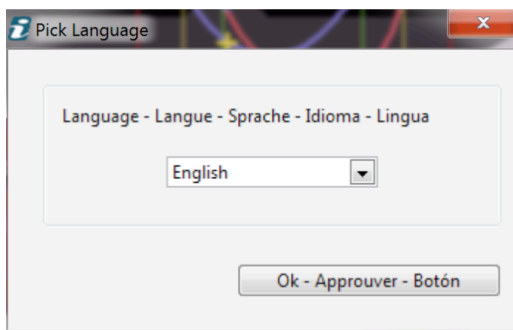 Pick Language
Language - Langue - Sprache - Idioma - Lingua
English
Ok - Approuver - Botón